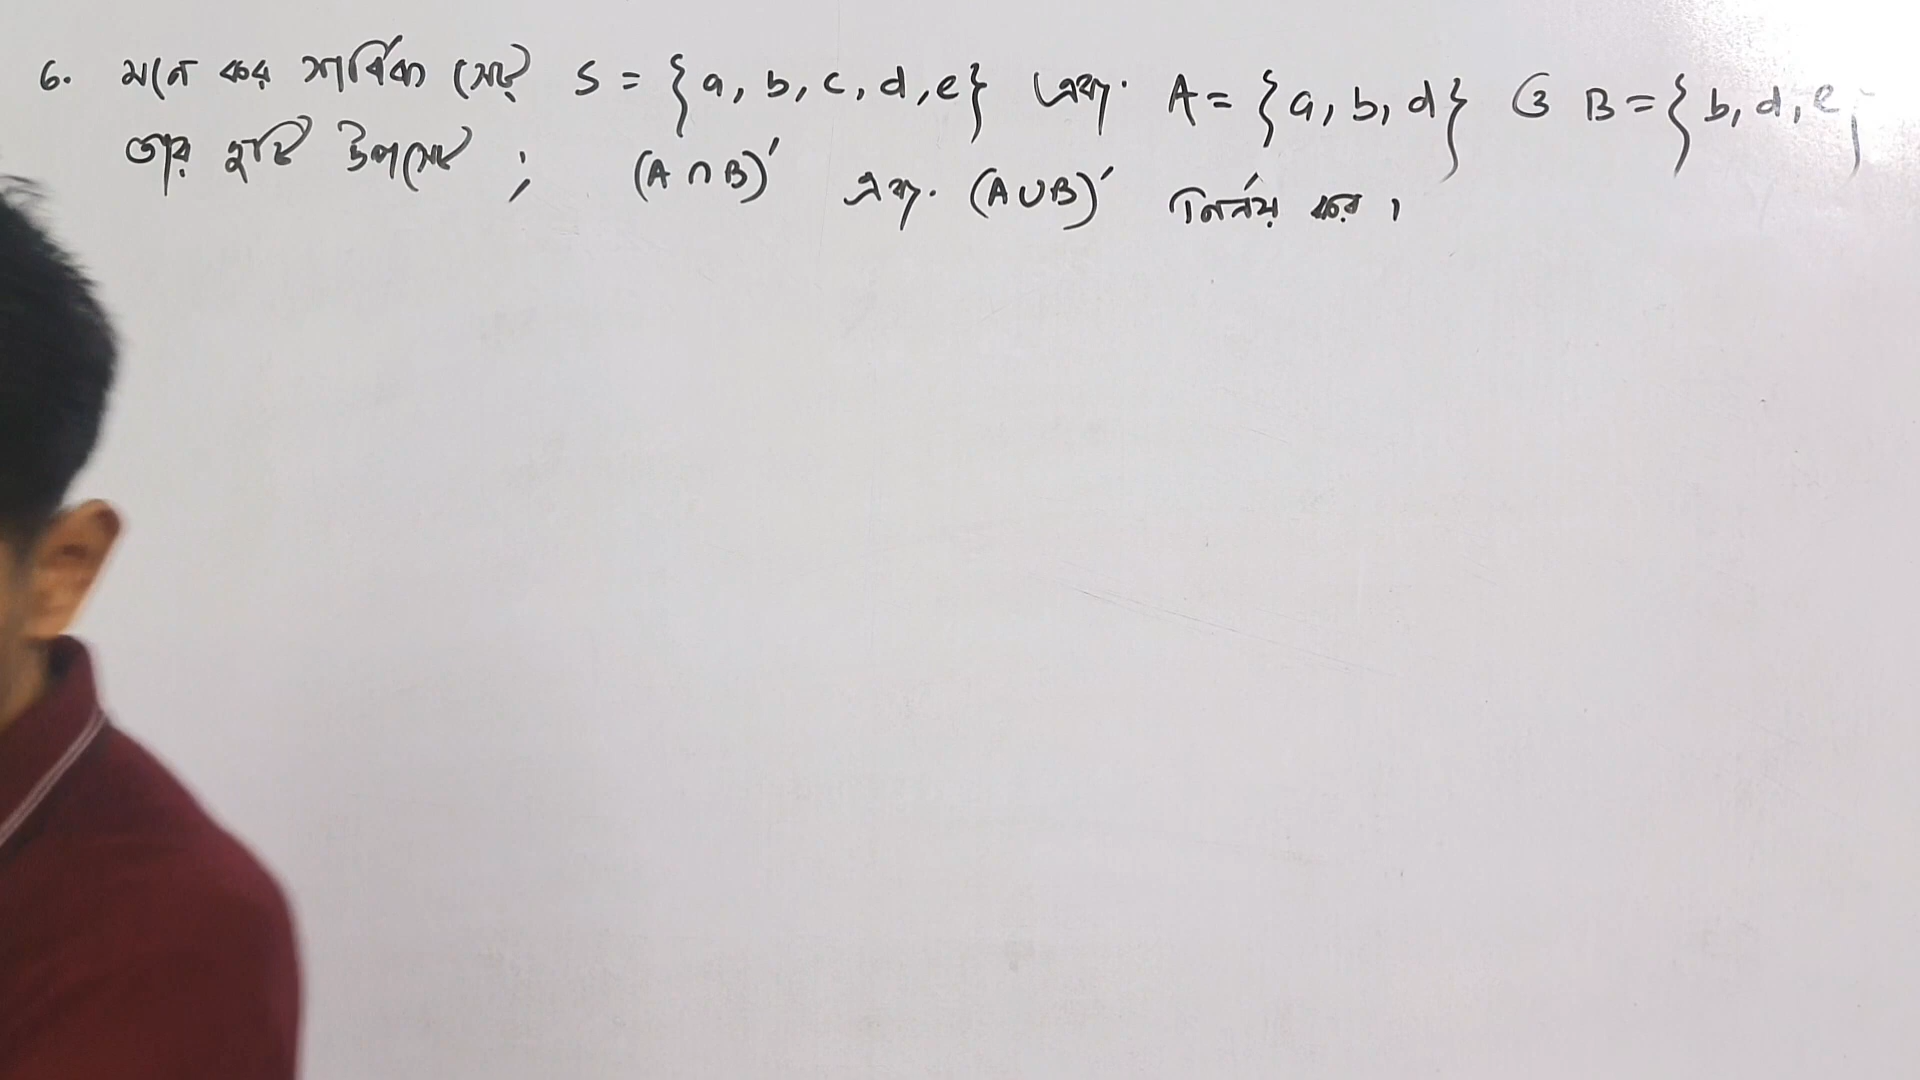 6. মনে কর সার্বিক সেট্ S = {a, b, c, d, e} এবং A = {a, b, d} ও B = {b, d, e}
তার দুটি উপসেট ; (A ∩ B)′ এবং (A ∪ B)′ নির্ণয় কর।